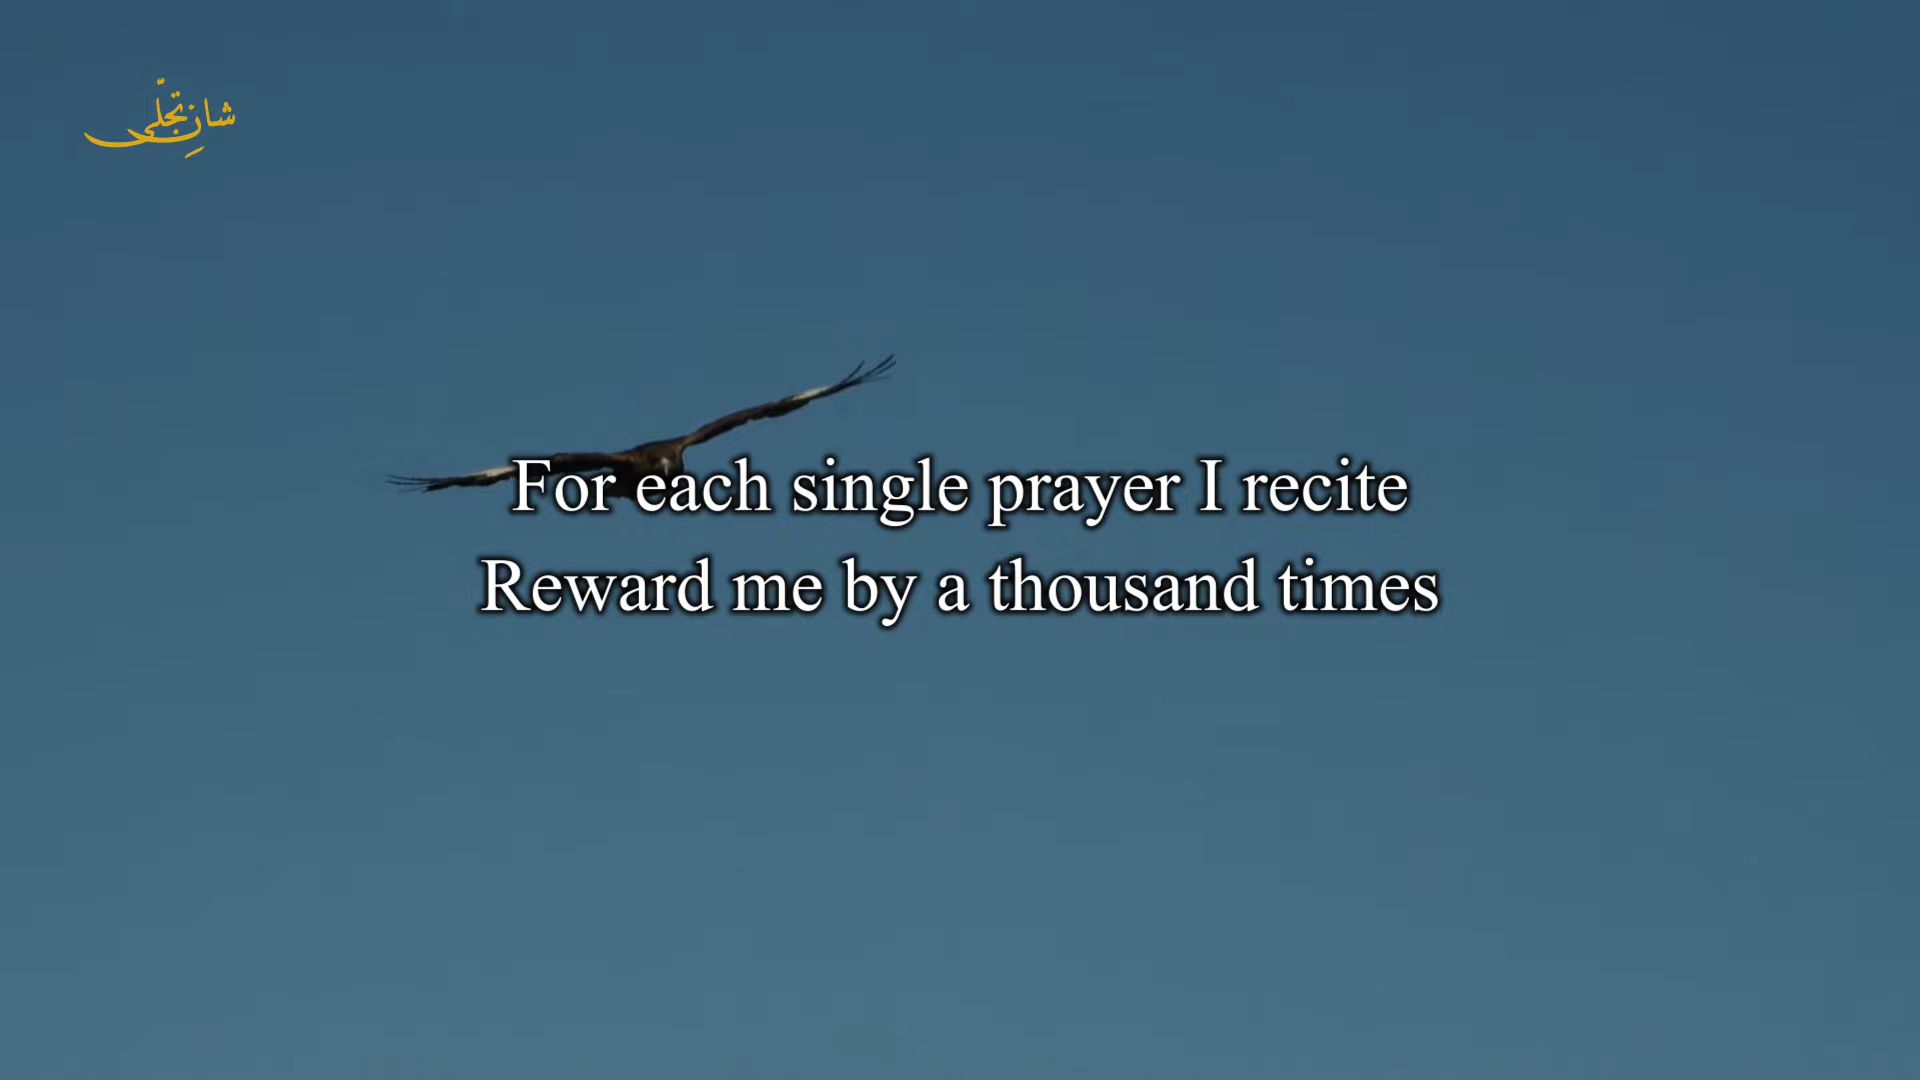 شانِ تجلّی
For each single prayer I recite
Reward me by a thousand times